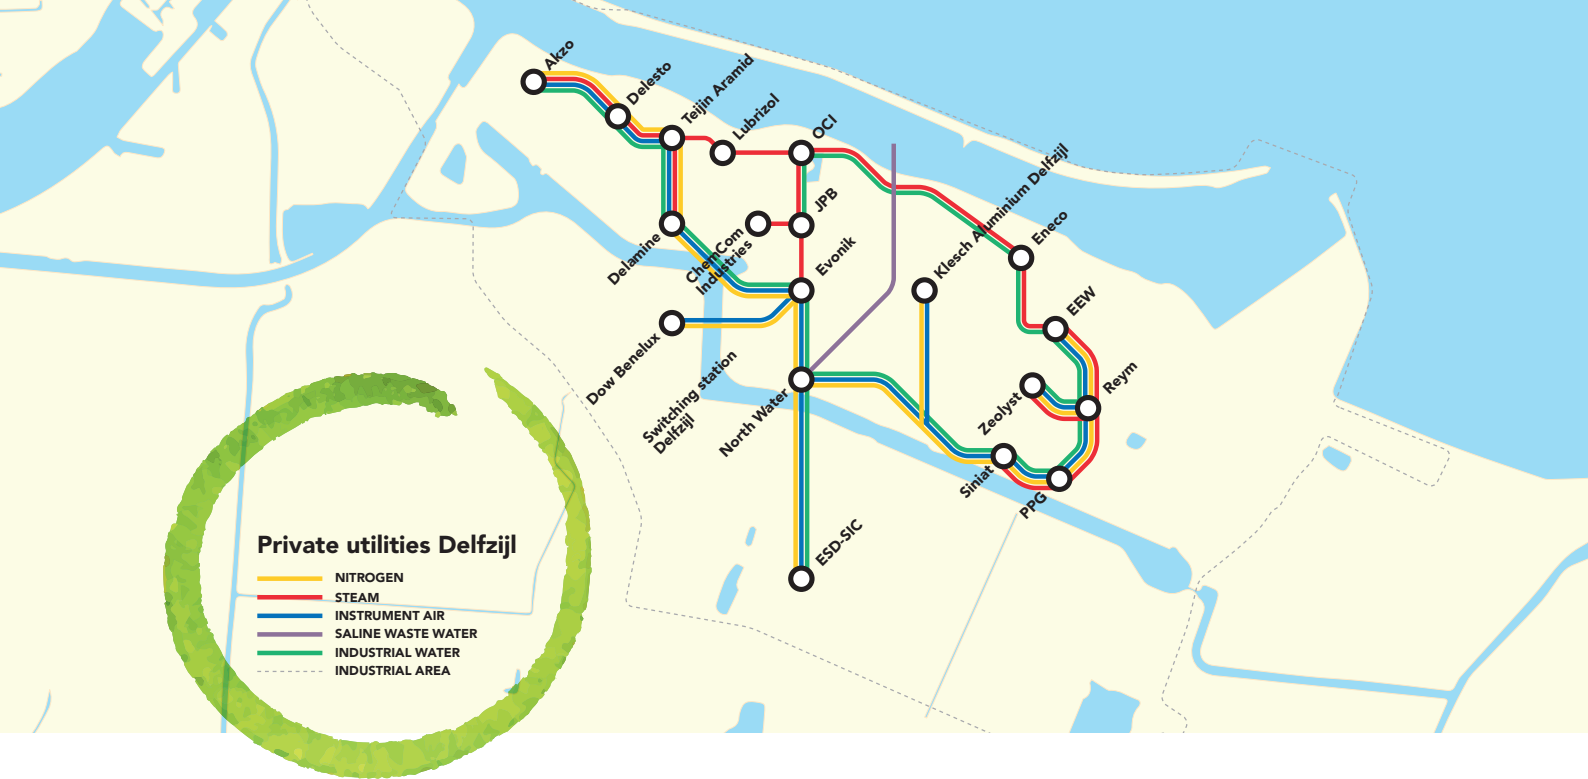 Akzo
Delesto
Teijin Aramid
Lubrizol
OCI
JPB
ChemCom
Industries
Delamine
Evonik
Klesch Aluminium Delfzijl
Eneco
EEW
Dow Benelux
Switching station
Delfzijl
North Water
Zeolyst
Reym
Siniat
PPG
ESD-SIC
Private utilities Delfzijl
NITROGEN
STEAM
INSTRUMENT AIR
SALINE WASTE WATER
INDUSTRIAL WATER
INDUSTRIAL AREA